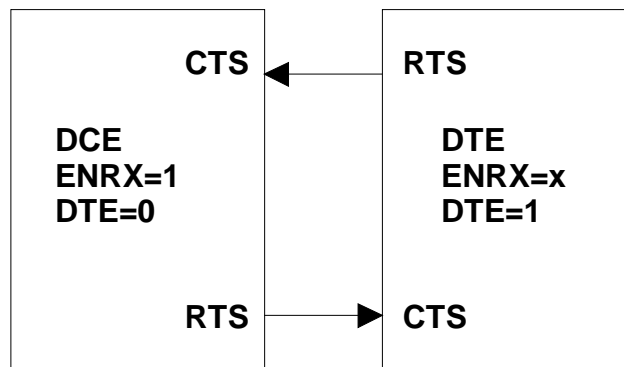 CTS
RTS
DCE
ENRX=1
DTE=0
DTE
ENRX=x
DTE=1
RTS
CTS